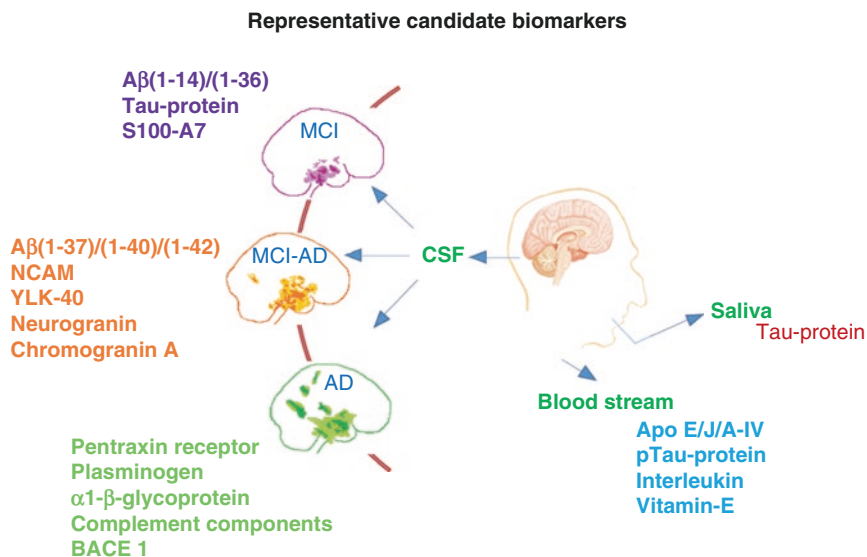 Representative candidate biomarkers
Aβ(1-14)/(1-36)
Tau-protein
S100-A7
MCI
Aβ(1-37)/(1-40)/(1-42)
NCAM
YLK-40
Neurogranin
Chromogranin A
MCI-AD
CSF
Saliva
Tau-protein
AD
Blood stream
Apo E/J/A-IV
pTau-protein
Interleukin
Vitamin-E
Pentraxin receptor
Plasminogen
α1-β-glycoprotein
Complement components
BACE 1